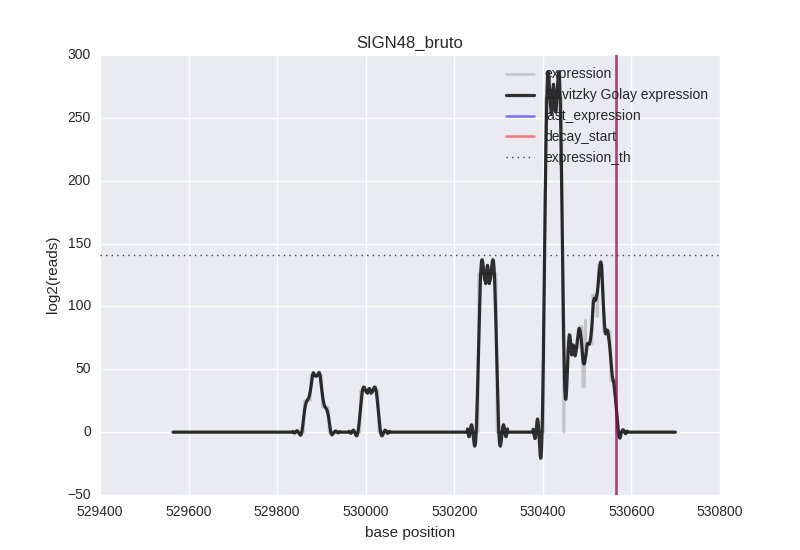 SIGN48_bruto
300
250
200
150
100
50
0
−50
log2(reads)
expression
Savitzky Golay expression
last_expression
decay_start
expression_th
529400 529600 529800 530000 530200 530400 530600 530800
base position